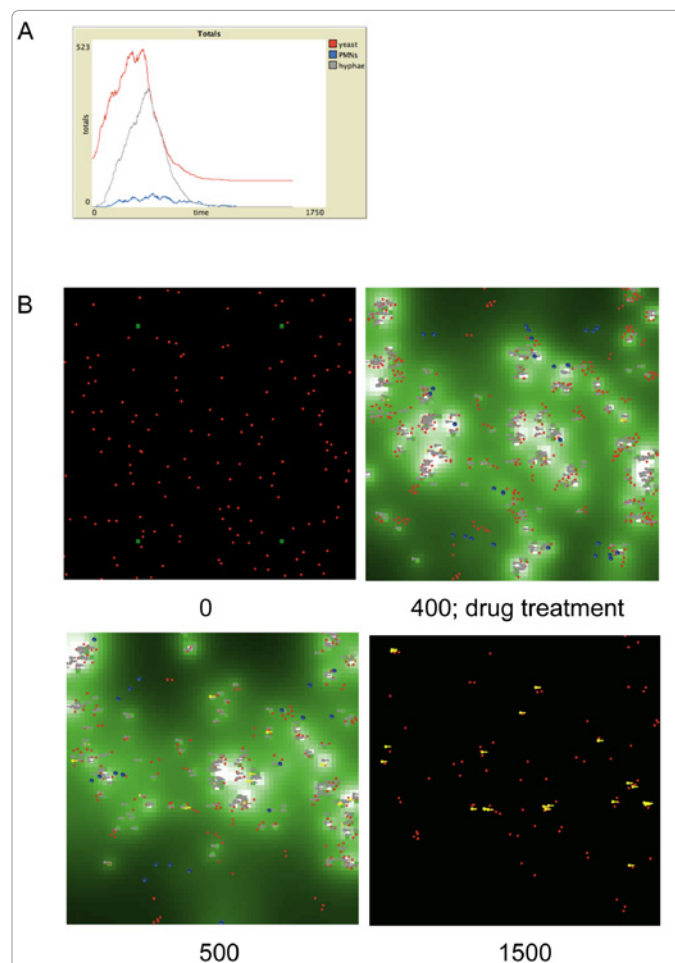 A
Totals
523
yeast
PMNs
hyphae
totals
0
0 time 1750
B
0
400; drug treatment
500
1500